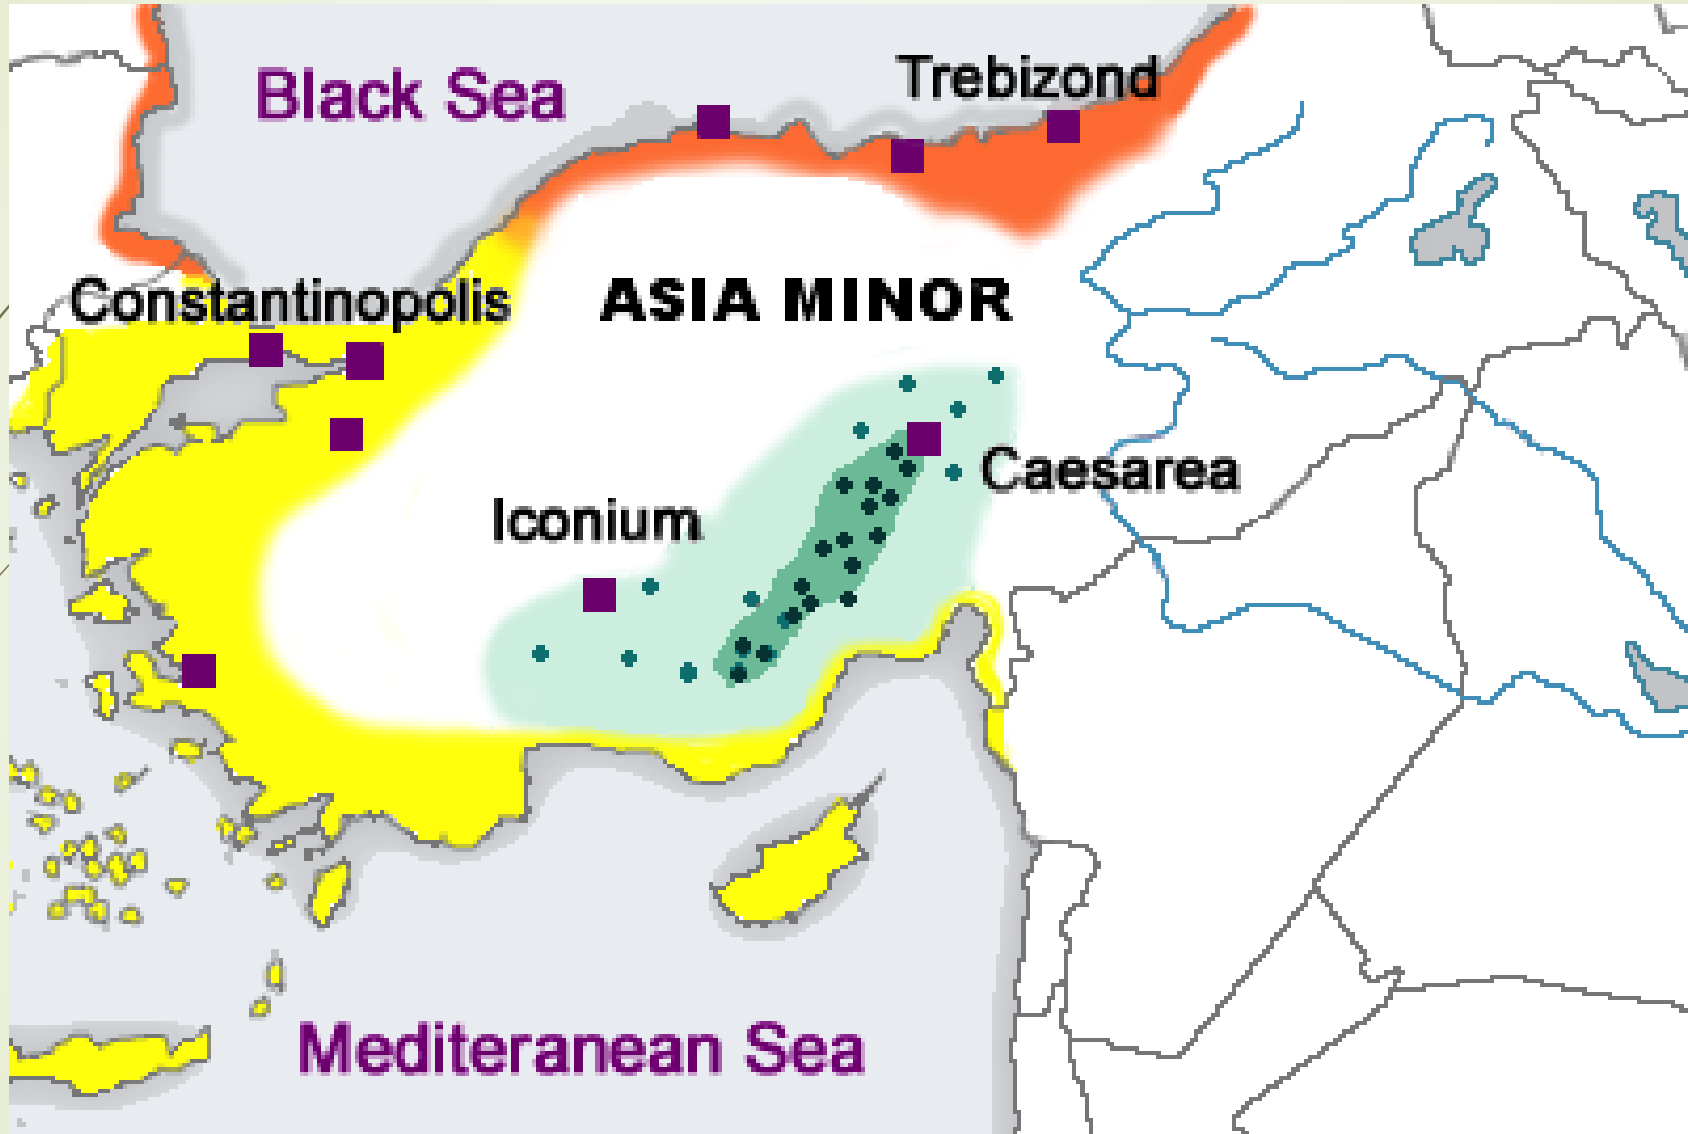 Black Sea
Trebizond
Constantinopolis
ASIA MINOR
Caesarea
Iconium
Mediteranean Sea